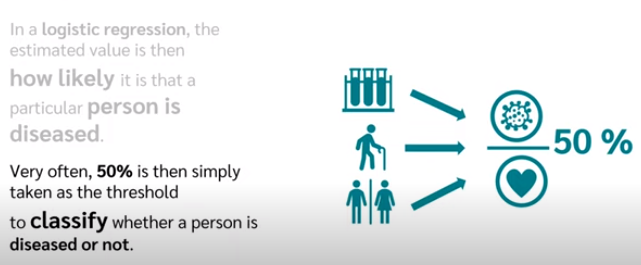 In a logistic regression, the
estimated value is then
how likely it is that a
particular person is
diseased.
Very often, 50% is then simply
taken as the threshold
to classify whether a person is
diseased or not.
50 %